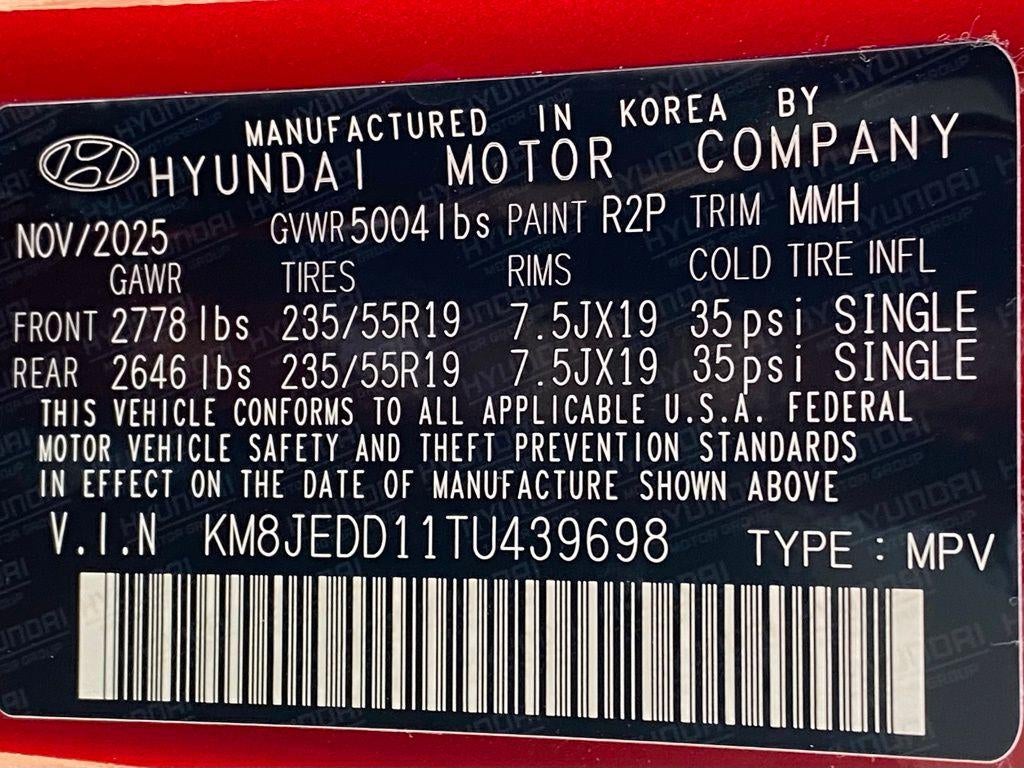 MANUFACTURED IN KOREA BY
HYUNDAI MOTOR COMPANY
NOV/2025 GVWR 5004 lbs PAINT R2P TRIM MMH
GAWR TIRES RIMS COLD TIRE INFL
FRONT 2778 lbs 235/55R19 7.5JX19 35psi SINGLE
REAR 2646 lbs 235/55R19 7.5JX19 35psi SINGLE
THIS VEHICLE CONFORMS TO ALL APPLICABLE U.S.A. FEDERAL
MOTOR VEHICLE SAFETY AND THEFT PREVENTION STANDARDS
IN EFFECT ON THE DATE OF MANUFACTURE SHOWN ABOVE
V.I.N KM8JEDD11TU439698 TYPE : MPV